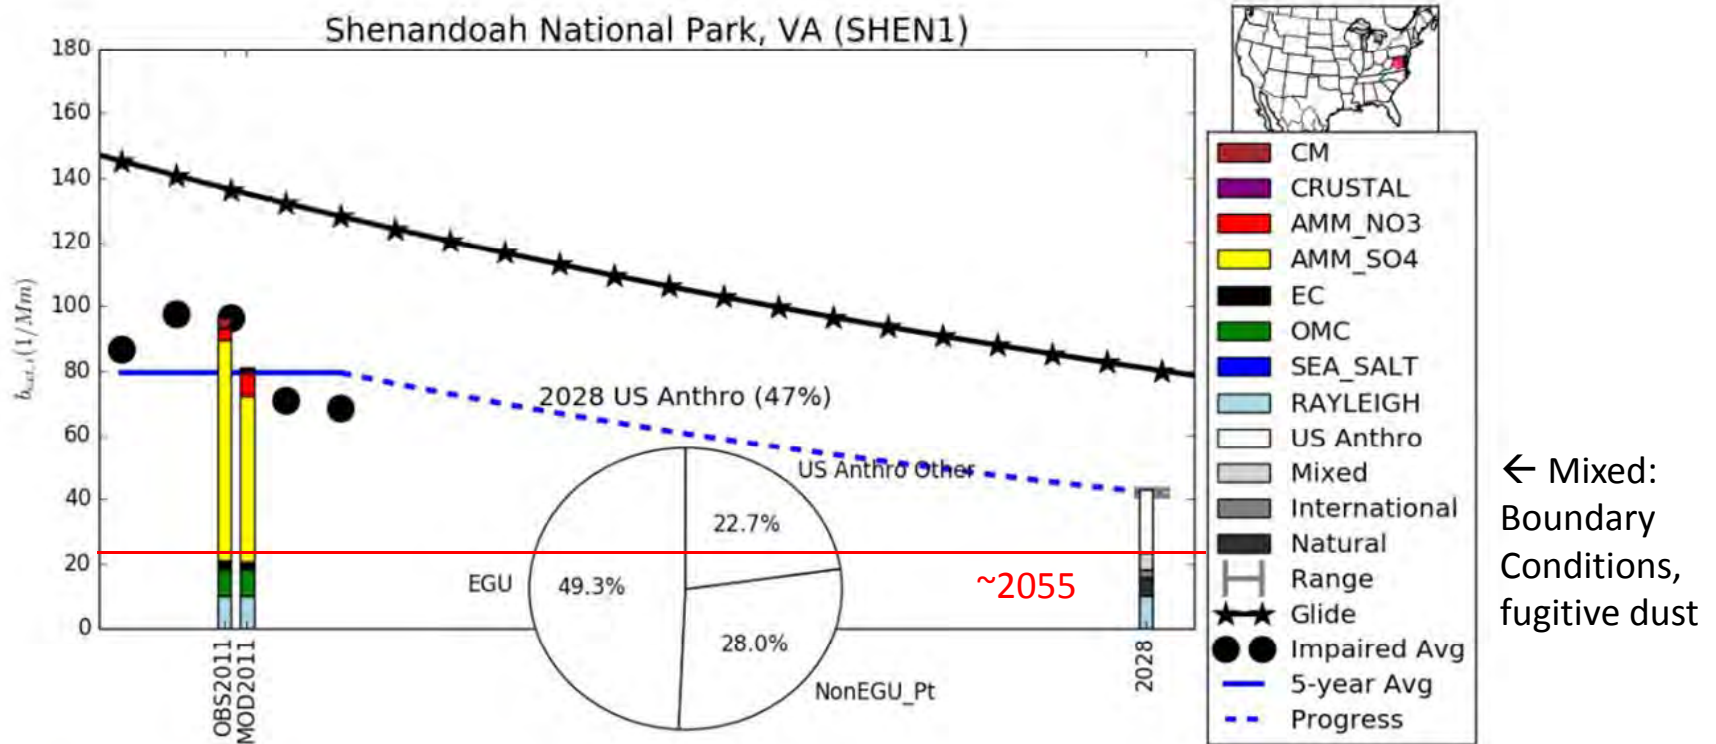 Shenandoah National Park, VA (SHEN1)
180
160
140
120
100
80
60
40
20
0
(1/Mm)
OBS2011
MOD2011
2028
2028 US Anthro (47%)
US Anthro Other
22.7%
EGU
49.3%
28.0%
NonEGU_Pt
~2055
CM
CRUSTAL
AMM_NO3
AMM_SO4
EC
OMC
SEA_SALT
RAYLEIGH
US Anthro
Mixed
International
Natural
Range
Glide
Impaired Avg
5-year Avg
Progress
← Mixed:
Boundary
Conditions,
fugitive dust